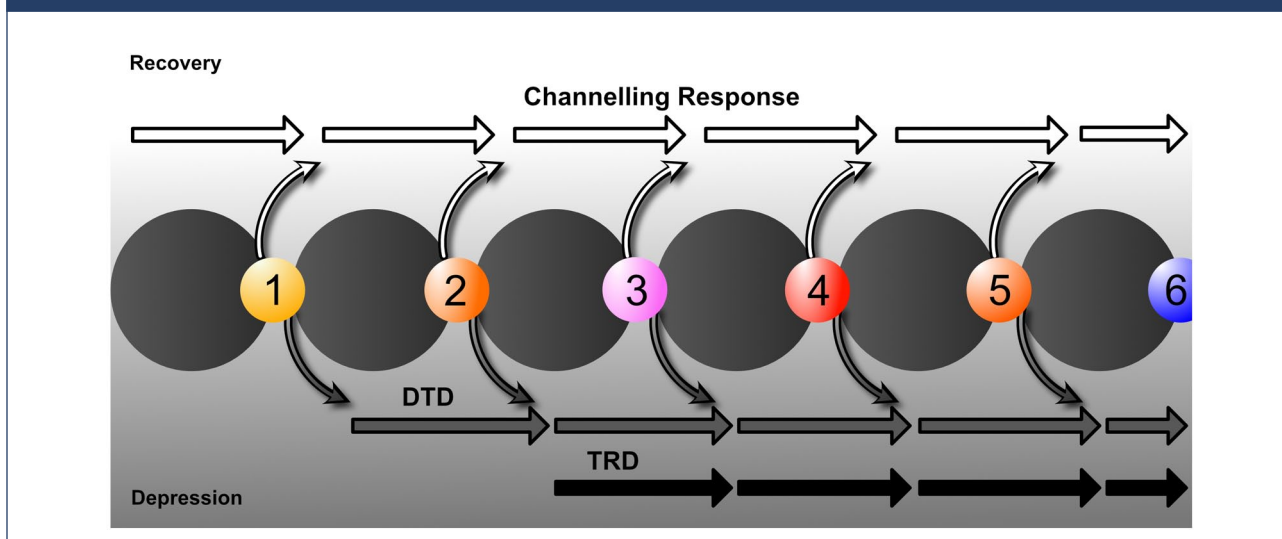 Recovery
Channelling Response
1 2 3 4 5 6
DTD
TRD
Depression